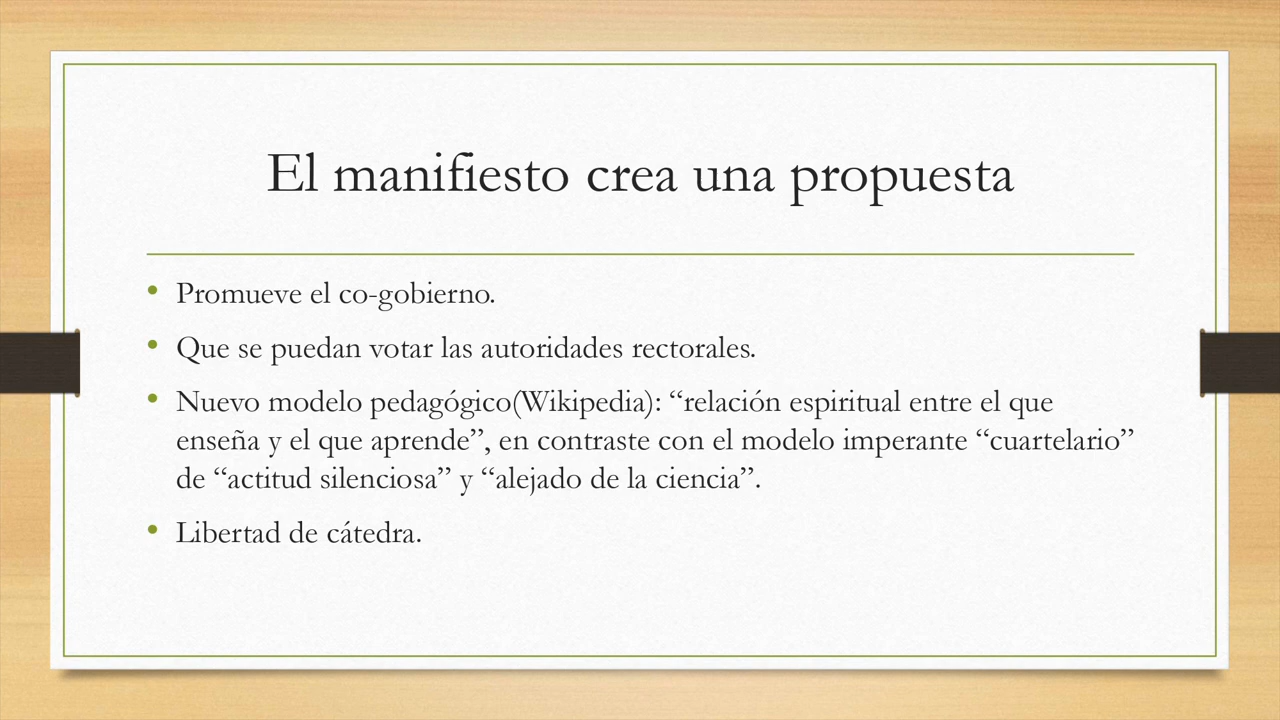 El manifiesto crea una propuesta
• Promueve el co-gobierno.
• Que se puedan votar las autoridades rectorales.
• Nuevo modelo pedagógico(Wikipedia): “relación espiritual entre el que
enseña y el que aprende”, en contraste con el modelo imperante “cuartelario”
de “actitud silenciosa” y “alejado de la ciencia”.
• Libertad de cátedra.